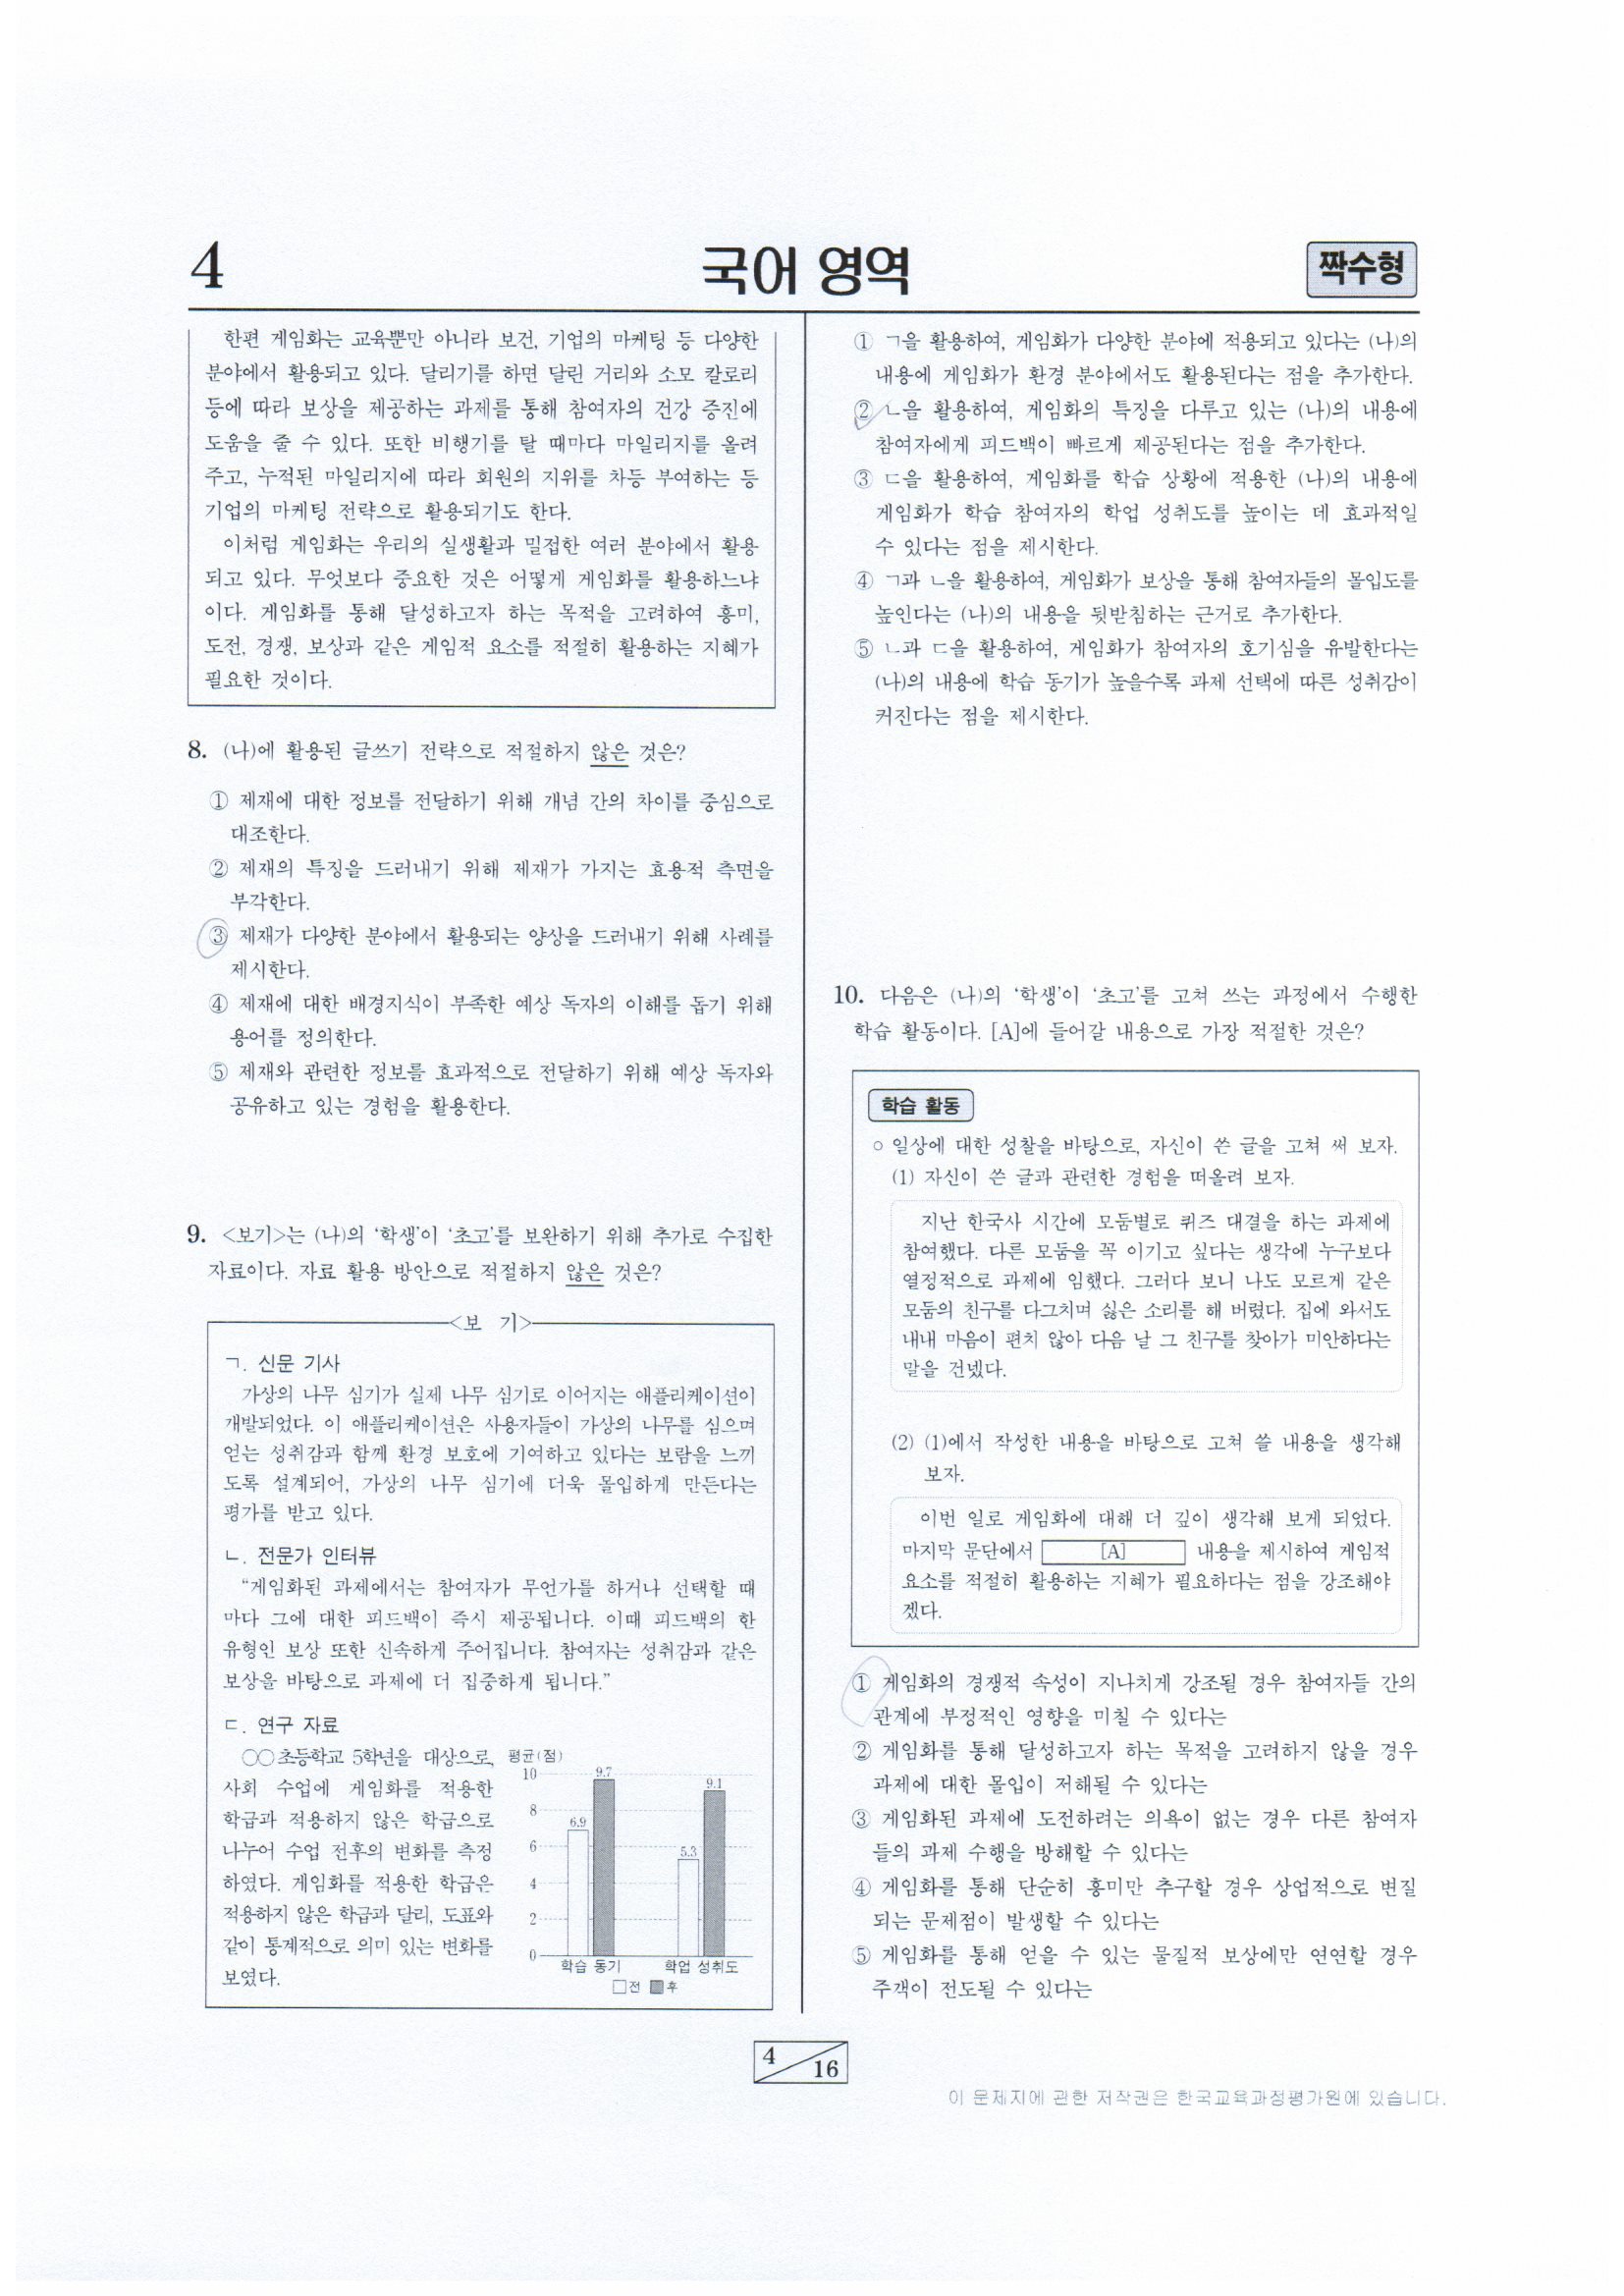 4
국어 영역
짝수형
한편 게임화는 교육뿐만 아니라 보건, 기업의 마케팅 등 다양한
분야에서 활용되고 있다. 달리기를 하면 달린 거리와 소모 칼로리
등에 따라 보상을 제공하는 과제를 통해 참여자의 건강 증진에
도움을 줄 수 있다. 또한 비행기를 탈 때마다 마일리지를 올려
주고, 누적된 마일리지에 따라 회원의 지위를 차등 부여하는 등
기업의 마케팅 전략으로 활용되기도 한다.
이처럼 게임화는 우리의 실생활과 밀접한 여러 분야에서 활용
되고 있다. 무엇보다 중요한 것은 어떻게 게임화를 활용하느냐
이다. 게임화를 통해 달성하고자 하는 목적을 고려하여 흥미,
도전, 경쟁, 보상과 같은 게임적 요소를 적절히 활용하는 지혜가
필요한 것이다.
8. (나)에 활용된 글쓰기 전략으로 적절하지 않은 것은?
① 제재에 대한 정보를 전달하기 위해 개념 간의 차이를 중심으로
대조한다.
② 제재의 특징을 드러내기 위해 제재가 가지는 효용적 측면을
부각한다.
③ 제재가 다양한 분야에서 활용되는 양상을 드러내기 위해 사례를
제시한다.
④ 제재에 대한 배경지식이 부족한 예상 독자의 이해를 돕기 위해
용어를 정의한다.
⑤ 제재와 관련한 정보를 효과적으로 전달하기 위해 예상 독자와
공유하고 있는 경험을 활용한다.
9. <보기>는 (나)의 ‘학생’이 ‘초고’를 보완하기 위해 추가로 수집한
자료이다. 자료 활용 방안으로 적절하지 않은 것은?
<보 기>
ㄱ. 신문 기사
가상의 나무 심기가 실제 나무 심기로 이어지는 애플리케이션이
개발되었다. 이 애플리케이션은 사용자들이 가상의 나무를 심으며
얻는 성취감과 함께 환경 보호에 기여하고 있다는 보람을 느끼
도록 설계되어, 가상의 나무 심기에 더욱 몰입하게 만든다는
평가를 받고 있다.
ㄴ. 전문가 인터뷰
“게임화된 과제에서는 참여자가 무언가를 하거나 선택할 때
마다 그에 대한 피드백이 즉시 제공됩니다. 이때 피드백의 한
유형인 보상 또한 신속하게 주어집니다. 참여자는 성취감과 같은
보상을 바탕으로 과제에 더 집중하게 됩니다.”
ㄷ. 연구 자료
○○초등학교 5학년을 대상으로,
사회 수업에 게임화를 적용한
학급과 적용하지 않은 학급으로
나누어 수업 전후의 변화를 측정
하였다. 게임화를 적용한 학급은
적용하지 않은 학급과 달리, 도표와
같이 통계적으로 의미 있는 변화를
보였다.
평균(점)
10
8
6
4
2
0
6.9
9.7
5.3
9.1
학습 동기 학업 성취도
□전 ■후
① ㄱ을 활용하여, 게임화가 다양한 분야에 적용되고 있다는 (나)의
내용에 게임화가 환경 분야에서도 활용된다는 점을 추가한다.
② ㄴ을 활용하여, 게임화의 특징을 다루고 있는 (나)의 내용에
참여자에게 피드백이 빠르게 제공된다는 점을 추가한다.
③ ㄷ을 활용하여, 게임화를 학습 상황에 적용한 (나)의 내용에
게임화가 학습 참여자의 학업 성취도를 높이는 데 효과적일
수 있다는 점을 제시한다.
④ ㄱ과 ㄴ을 활용하여, 게임화가 보상을 통해 참여자들의 몰입도를
높인다는 (나)의 내용을 뒷받침하는 근거로 추가한다.
⑤ ㄴ과 ㄷ을 활용하여, 게임화가 참여자의 호기심을 유발한다는
(나)의 내용에 학습 동기가 높을수록 과제 선택에 따른 성취감이
커진다는 점을 제시한다.
10. 다음은 (나)의 ‘학생’이 ‘초고’를 고쳐 쓰는 과정에서 수행한
학습 활동이다. [A]에 들어갈 내용으로 가장 적절한 것은?
학습 활동
○ 일상에 대한 성찰을 바탕으로, 자신이 쓴 글을 고쳐 써 보자.
(1) 자신이 쓴 글과 관련한 경험을 떠올려 보자.
지난 한국사 시간에 모둠별로 퀴즈 대결을 하는 과제에
참여했다. 다른 모둠을 꼭 이기고 싶다는 생각에 누구보다
열정적으로 과제에 임했다. 그러다 보니 나도 모르게 같은
모둠의 친구를 다그치며 싫은 소리를 해 버렸다. 집에 와서도
내내 마음이 편치 않아 다음 날 그 친구를 찾아가 미안하다는
말을 건넸다.
(2) (1)에서 작성한 내용을 바탕으로 고쳐 쓸 내용을 생각해
보자.
이번 일로 게임화에 대해 더 깊이 생각해 보게 되었다.
마지막 문단에서 [A] 내용을 제시하여 게임적
요소를 적절히 활용하는 지혜가 필요하다는 점을 강조해야
겠다.
① 게임화의 경쟁적 속성이 지나치게 강조될 경우 참여자들 간의
관계에 부정적인 영향을 미칠 수 있다는
② 게임화를 통해 달성하고자 하는 목적을 고려하지 않을 경우
과제에 대한 몰입이 저해될 수 있다는
③ 게임화된 과제에 도전하려는 의욕이 없는 경우 다른 참여자
들의 과제 수행을 방해할 수 있다는
④ 게임화를 통해 단순히 흥미만 추구할 경우 상업적으로 변질
되는 문제점이 발생할 수 있다는
⑤ 게임화를 통해 얻을 수 있는 물질적 보상에만 연연할 경우
주객이 전도될 수 있다는
4
16
이 문제지에 관한 저작권은 한국교육과정평가원에 있습니다.